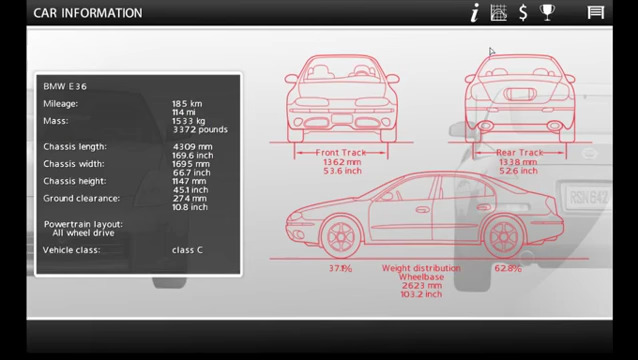 CAR INFORMATION
i $
BMW E36
Mileage: 185 km
114 mi
Mass: 1533 kg
3372 pounds
Chassis length: 4309 mm
169.6 inch
Chassis width: 1695 mm
66.7 inch
Chassis height: 1147 mm
45.1 inch
Ground clearance: 274 mm
10.8 inch
Powertrain layout:
All wheel drive
Vehicle class: class C
Front Track
1362 mm
53.6 inch
Rear Track
1338 mm
52.6 inch
37.1% Weight distribution 62.8%
Wheelbase
2623 mm
103.2 inch
RSN 642